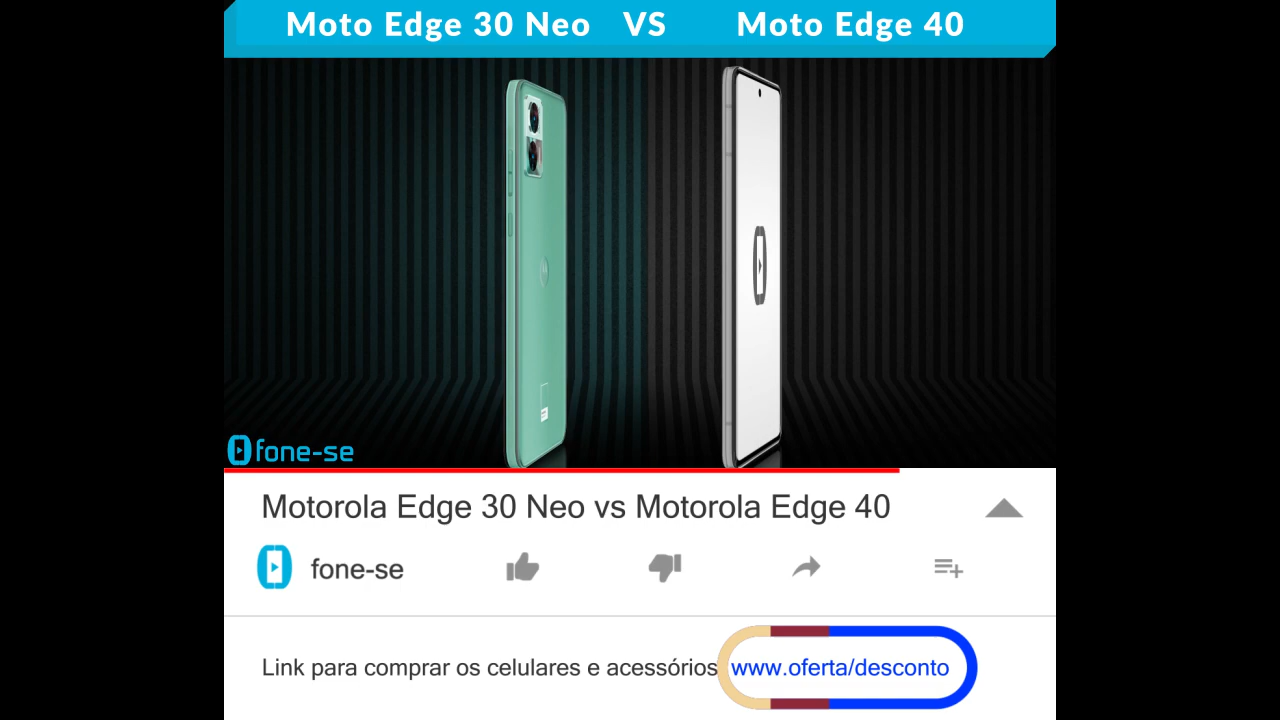 Moto Edge 30 Neo VS Moto Edge 40
fone-se
Motorola Edge 30 Neo vs Motorola Edge 40
fone-se
Link para comprar os celulares e acessórios www.oferta/desconto